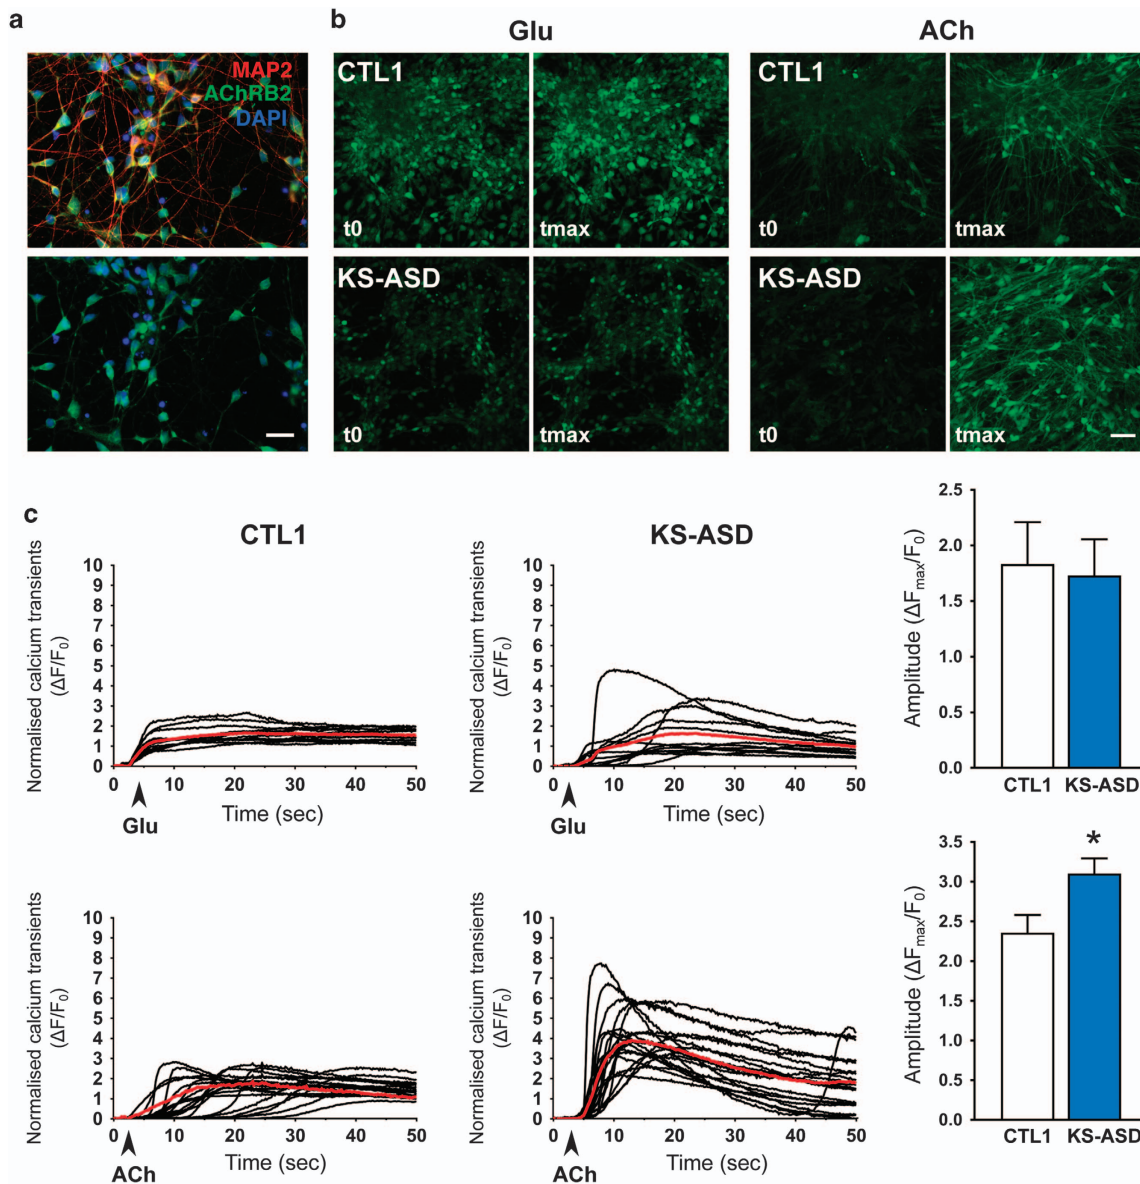 a
MAP2
AChRB2
DAPI
b
Glu
ACh
CTL1
t0
tmax
CTL1
t0
tmax
KS-ASD
t0
tmax
KS-ASD
t0
tmax
c
CTL1
Normalised calcium transients
(ΔF/F0)
10
9
8
7
6
5
4
3
2
1
0
0 10 20 30 40 50
Time (sec)
Glu
KS-ASD
Normalised calcium transients
(ΔF/F0)
10
9
8
7
6
5
4
3
2
1
0
0 10 20 30 40 50
Time (sec)
Glu
Amplitude (ΔFmax/F0)
2.5
2.0
1.5
1.0
0.5
0.0
CTL1 KS-ASD
Normalised calcium transients
(ΔF/F0)
10
9
8
7
6
5
4
3
2
1
0
0 10 20 30 40 50
Time (sec)
ACh
Normalised calcium transients
(ΔF/F0)
10
9
8
7
6
5
4
3
2
1
0
0 10 20 30 40 50
Time (sec)
ACh
Amplitude (ΔFmax/F0)
3.5
3.0
2.5
2.0
1.5
1.0
0.5
0.0
*
CTL1 KS-ASD